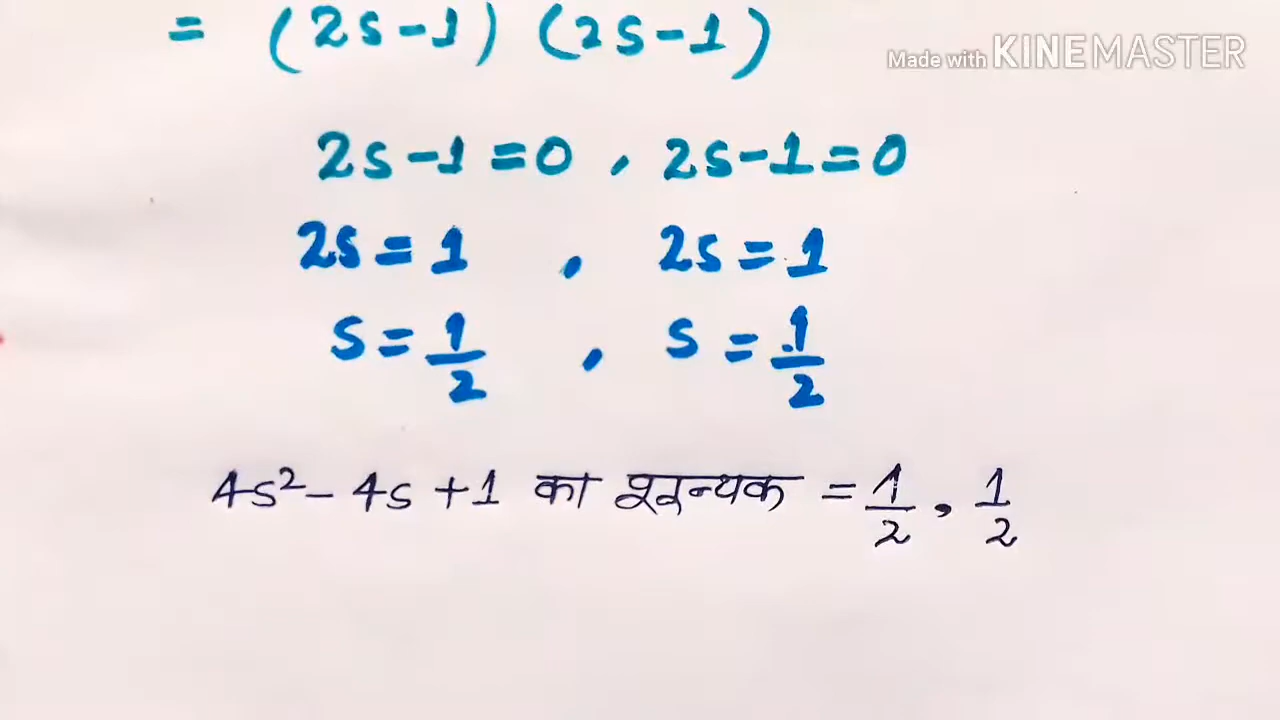 = (2s-1) (2s-1)
Made with KINEMASTER
2s-1=0 , 2s-1=0
2s=1 , 2s=1
s=1/2 , s=1/2
4s²-4s+1 का शून्यक = 1/2 , 1/2